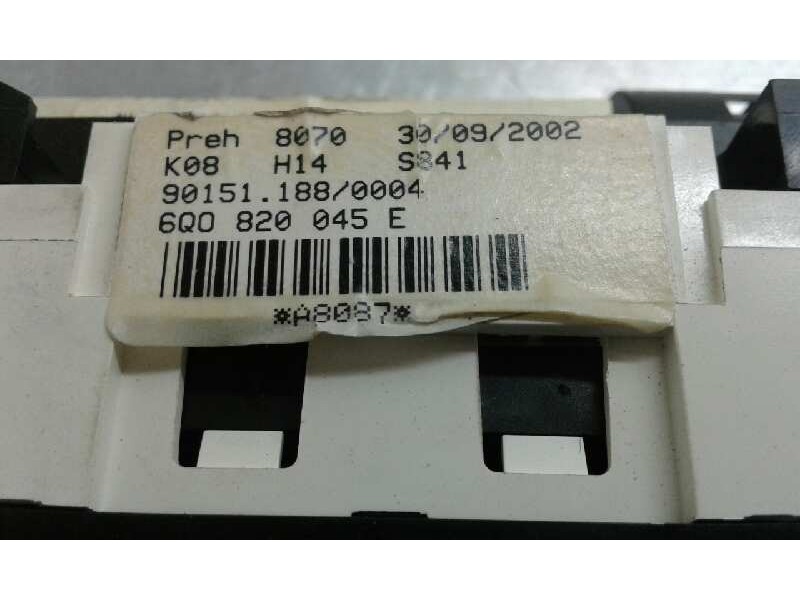 Preh 8070 30/09/2002
K08 H14 S841
90151.188/0004
6Q0 820 045 E
*A8087*